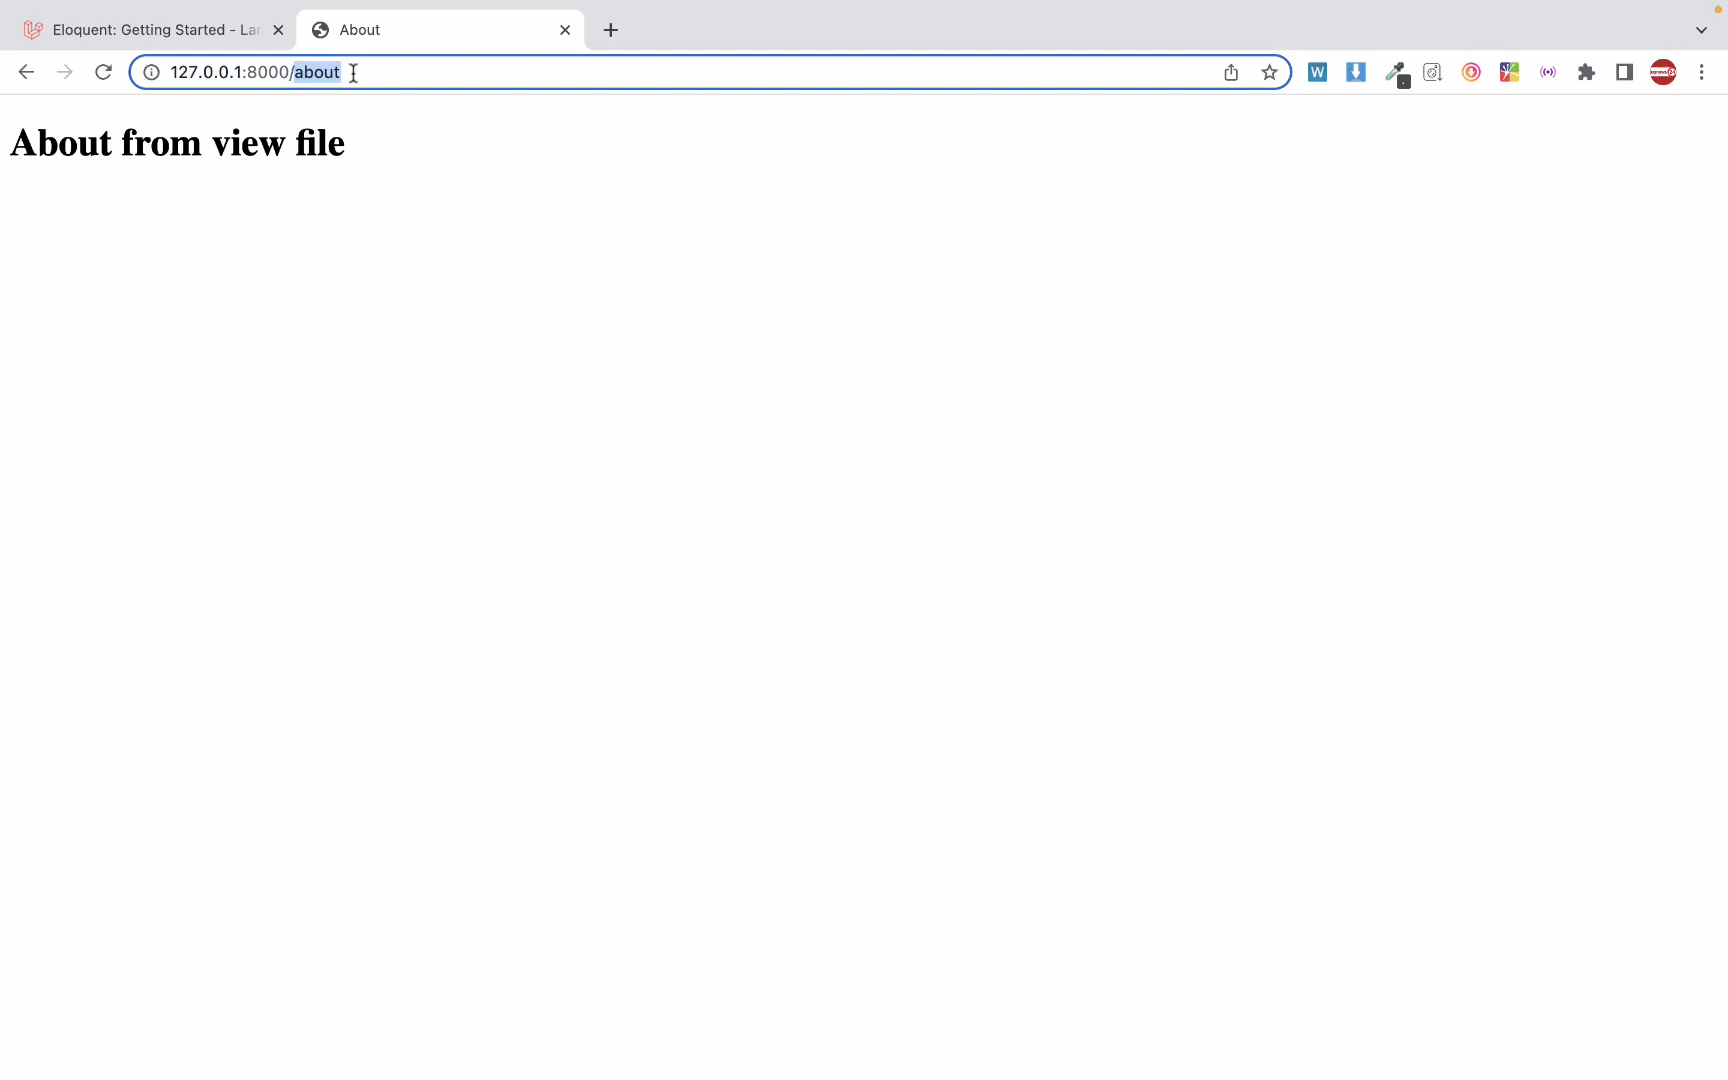 Eloquent: Getting Started - Lar
About
127.0.0.1:8000/about
W
About from view file